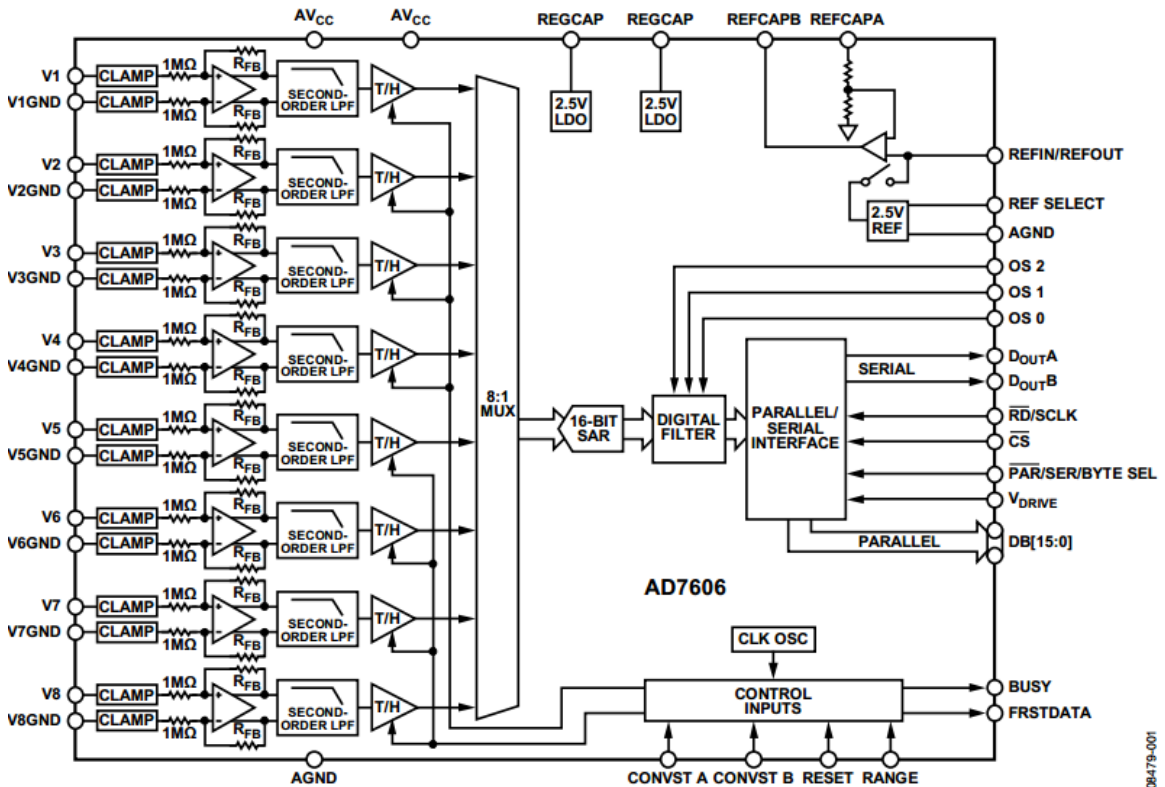 AVCC
AVCC
REGCAP
REGCAP
REFCAPB
REFCAPA
V1
CLAMP
1MΩ
+
RFB
V1GND
CLAMP
1MΩ
−
RFB
SECOND-
ORDER LPF
T/H
2.5V
LDO
2.5V
LDO
V2
CLAMP
1MΩ
+
RFB
V2GND
CLAMP
1MΩ
−
RFB
SECOND-
ORDER LPF
T/H
REFIN/REFOUT
2.5V
REF
REF SELECT
AGND
V3
CLAMP
1MΩ
+
RFB
V3GND
CLAMP
1MΩ
−
RFB
SECOND-
ORDER LPF
T/H
OS 2
OS 1
OS 0
V4
CLAMP
1MΩ
+
RFB
V4GND
CLAMP
1MΩ
−
RFB
SECOND-
ORDER LPF
T/H
8:1
MUX
16-BIT
SAR
DIGITAL
FILTER
PARALLEL/
SERIAL
INTERFACE
SERIAL
DOUTA
DOUTB
RD/SCLK
CS
PAR/SER/BYTE SEL
VDRIVE
PARALLEL
DB[15:0]
V5
CLAMP
1MΩ
+
RFB
V5GND
CLAMP
1MΩ
−
RFB
SECOND-
ORDER LPF
T/H
V6
CLAMP
1MΩ
+
RFB
V6GND
CLAMP
1MΩ
−
RFB
SECOND-
ORDER LPF
T/H
AD7606
V7
CLAMP
1MΩ
+
RFB
V7GND
CLAMP
1MΩ
−
RFB
SECOND-
ORDER LPF
T/H
CLK OSC
V8
CLAMP
1MΩ
+
RFB
V8GND
CLAMP
1MΩ
−
RFB
SECOND-
ORDER LPF
T/H
CONTROL
INPUTS
BUSY
FRSTDATA
AGND
CONVST A
CONVST B
RESET
RANGE
08479-001